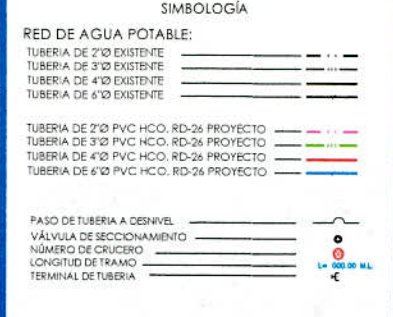 SIMBOLOGÍA
RED DE AGUA POTABLE:
TUBERIA DE 2"Ø EXISTENTE
TUBERIA DE 3"Ø EXISTENTE
TUBERIA DE 4"Ø EXISTENTE
TUBERIA DE 6"Ø EXISTENTE
TUBERIA DE 2"Ø PVC HCO. RD-26 PROYECTO
TUBERIA DE 3"Ø PVC HCO. RD-26 PROYECTO
TUBERIA DE 4"Ø PVC HCO. RD-26 PROYECTO
TUBERIA DE 6"Ø PVC HCO. RD-26 PROYECTO
PASO DE TUBERIA A DESNIVEL
VÁLVULA DE SECCIONAMIENTO
NÚMERO DE CRUCERO
LONGITUD DE TRAMO L= 000.00 M.L.
TERMINAL DE TUBERIA